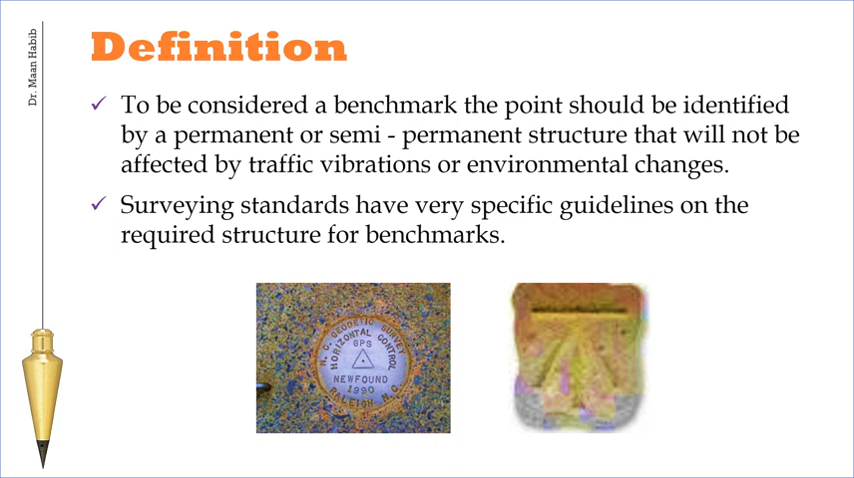 Dr. Maan Habib
Definition
✓ To be considered a benchmark the point should be identified
by a permanent or semi - permanent structure that will not be
affected by traffic vibrations or environmental changes.
✓ Surveying standards have very specific guidelines on the
required structure for benchmarks.
N. C. GEODETIC SURVEY
HORIZONTAL CONTROL
GPS
NEWFOUND
1990
RALEIGH N.C.